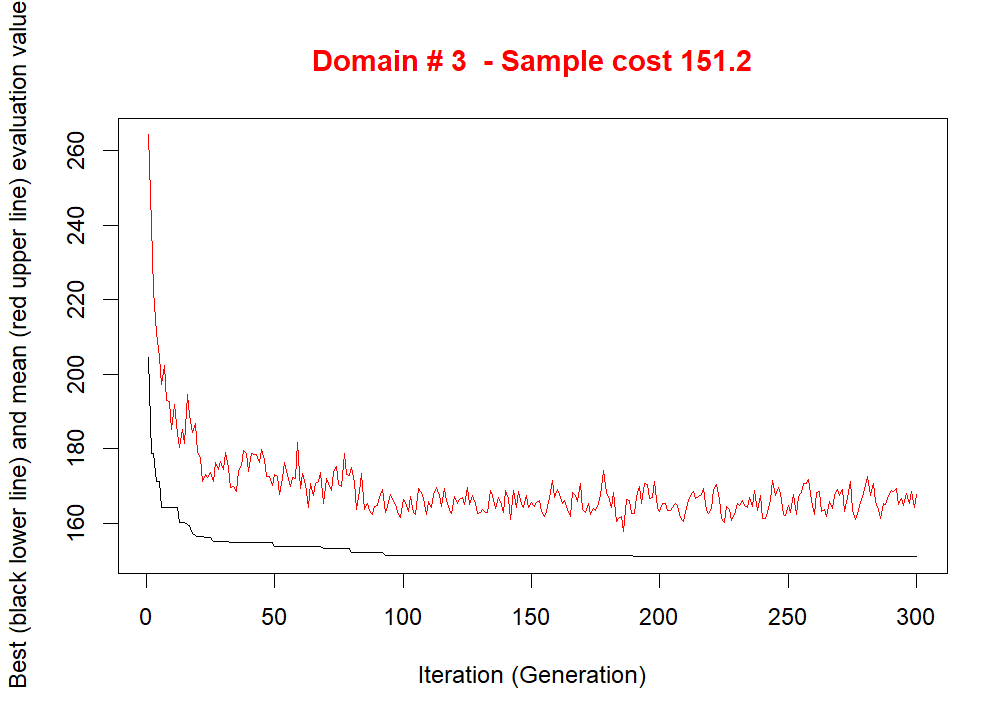 Domain # 3  - Sample cost 151.2
Best (black lower line) and mean (red upper line) evaluation value
260
240
220
200
180
160
0 50 100 150 200 250 300
Iteration (Generation)